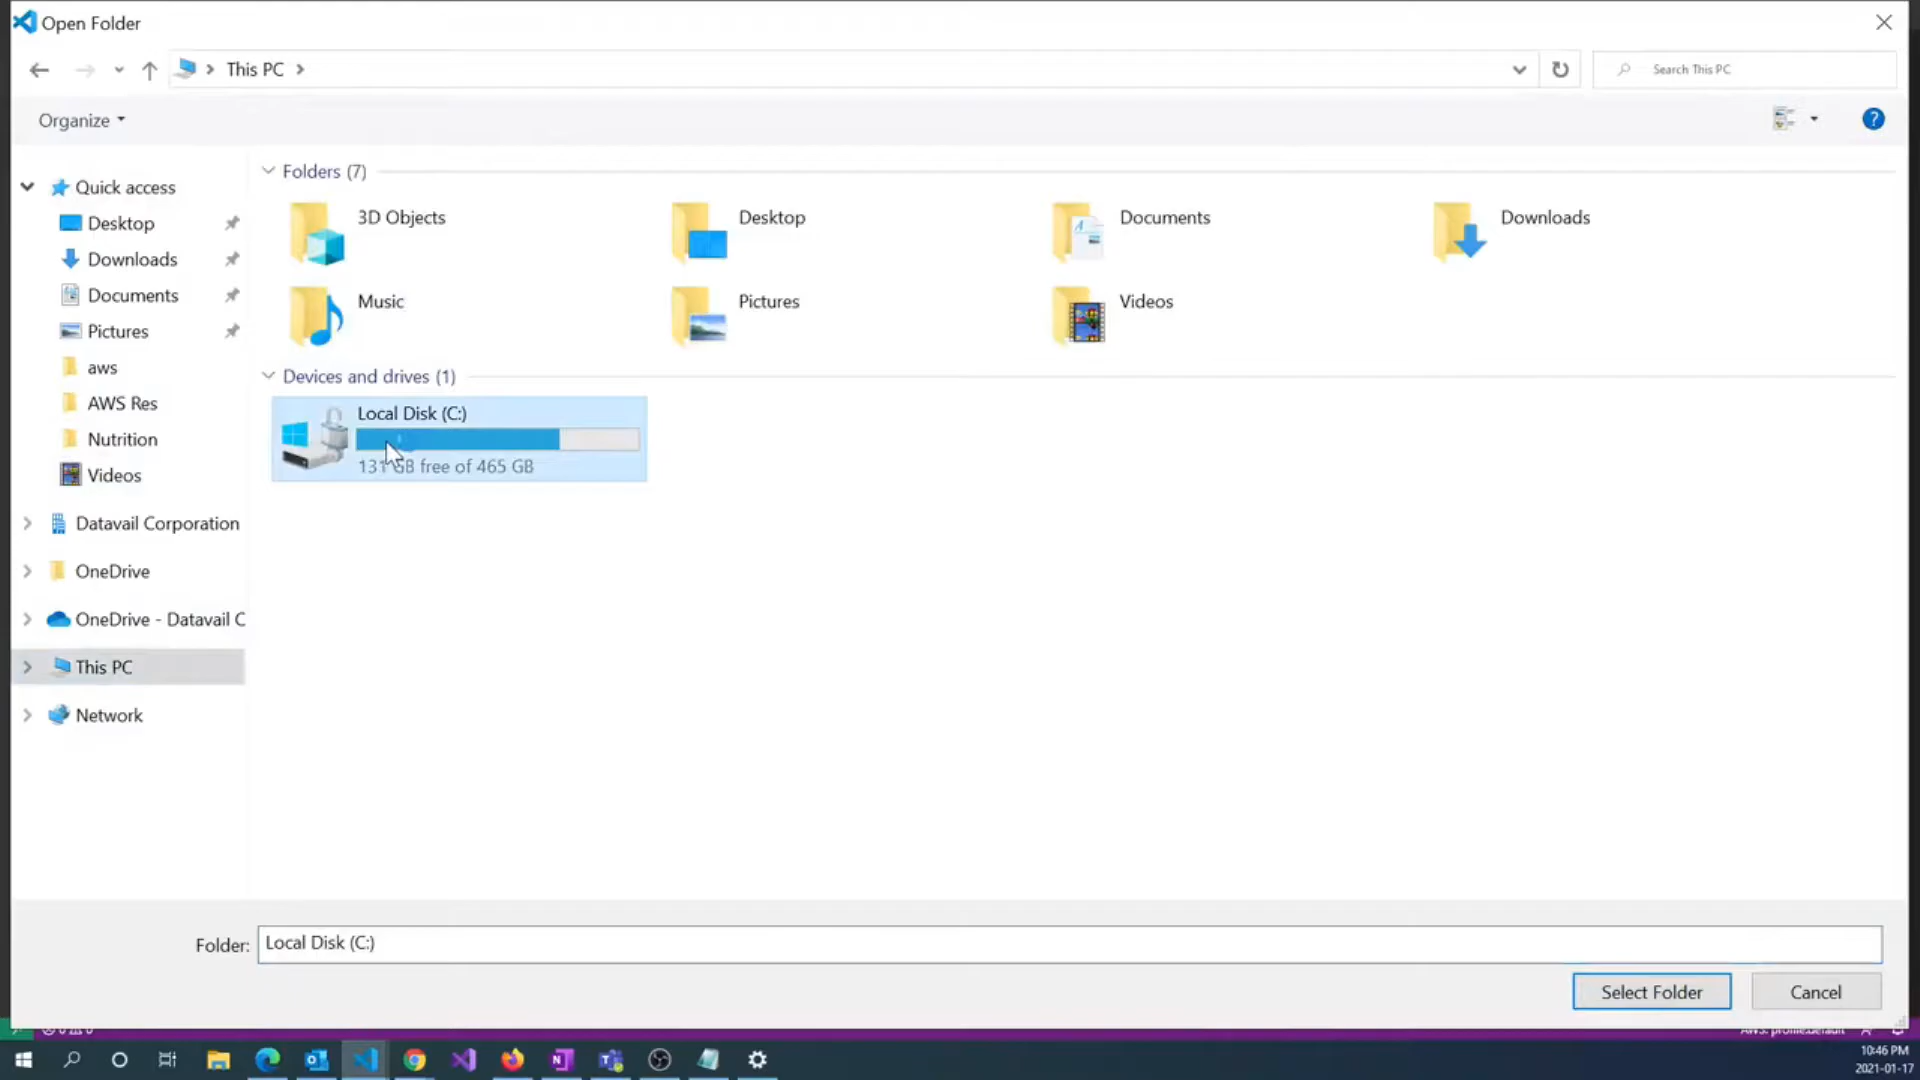 Open Folder
This PC
Search This PC
Organize
Quick access
Desktop
Downloads
Documents
Pictures
aws
AWS Res
Nutrition
Videos
Datavail Corporation
OneDrive
OneDrive - Datavail C
This PC
Network
Folders (7)
3D Objects
Desktop
Documents
Downloads
Music
Pictures
Videos
Devices and drives (1)
Local Disk (C:)
131 GB free of 465 GB
Folder: Local Disk (C:)
Select Folder
Cancel
AWS: profile:default
10:46 PM
2021-01-17